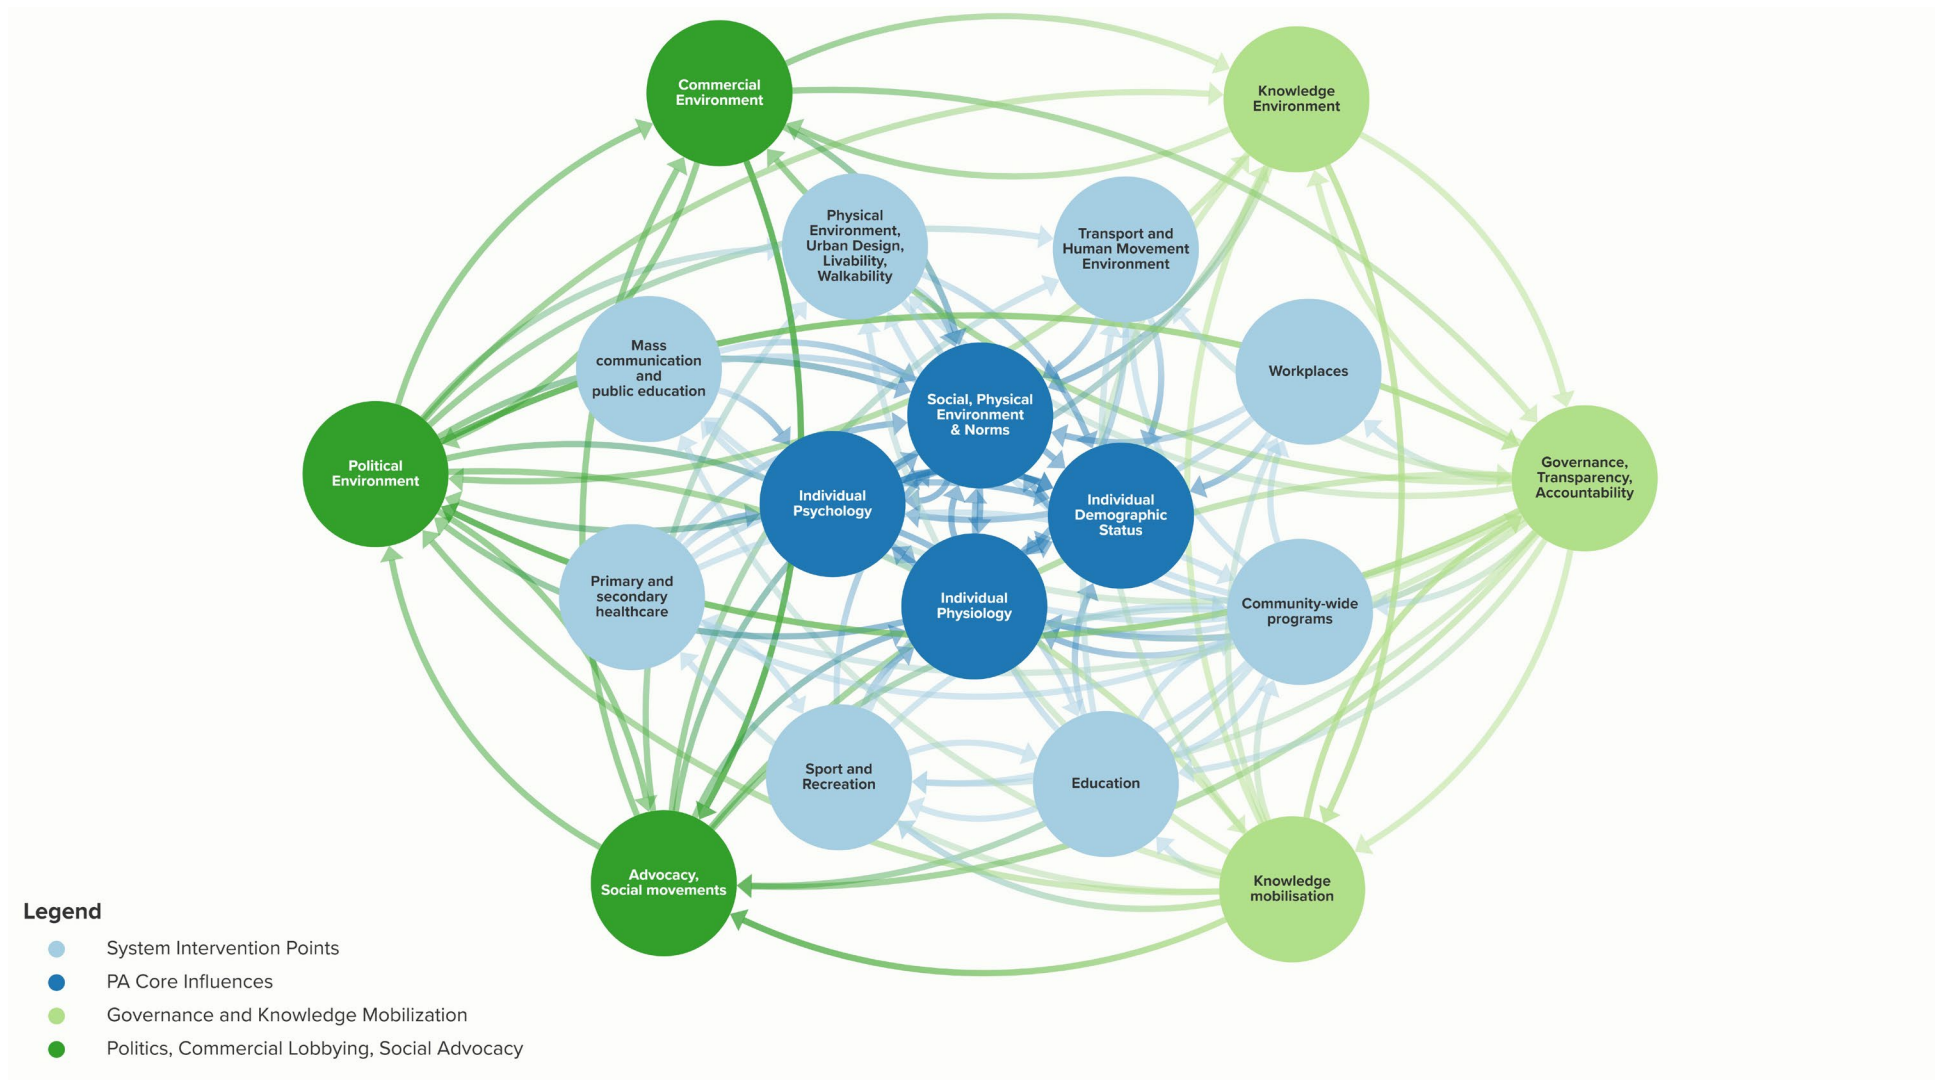 Commercial
Environment
Knowledge
Environment
Physical
Environment,
Urban Design,
Livability,
Walkability
Transport and
Human Movement
Environment
Mass
communication
and
public education
Workplaces
Social, Physical
Environment
& Norms
Political
Environment
Governance,
Transparency,
Accountability
Individual
Psychology
Individual
Demographic
Status
Primary and
secondary
healthcare
Individual
Physiology
Community-wide
programs
Sport and
Recreation
Education
Advocacy,
Social movements
Knowledge
mobilisation
Legend
System Intervention Points
PA Core Influences
Governance and Knowledge Mobilization
Politics, Commercial Lobbying, Social Advocacy